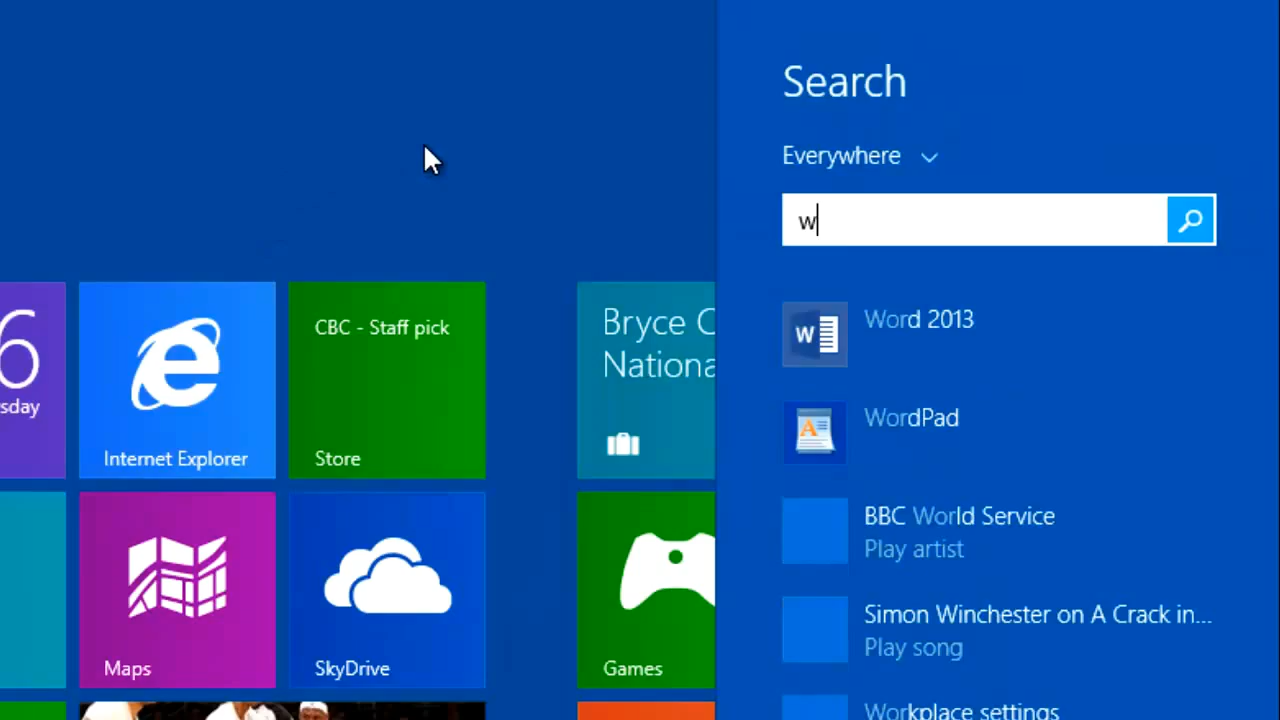 Search
Everywhere
w
Word 2013
WordPad
BBC World Service
Play artist
Simon Winchester on A Crack in...
Play song
Workplace settings
6
sday
Internet Explorer
CBC - Staff pick
Store
Bryce C
Nationa
Maps
SkyDrive
Games